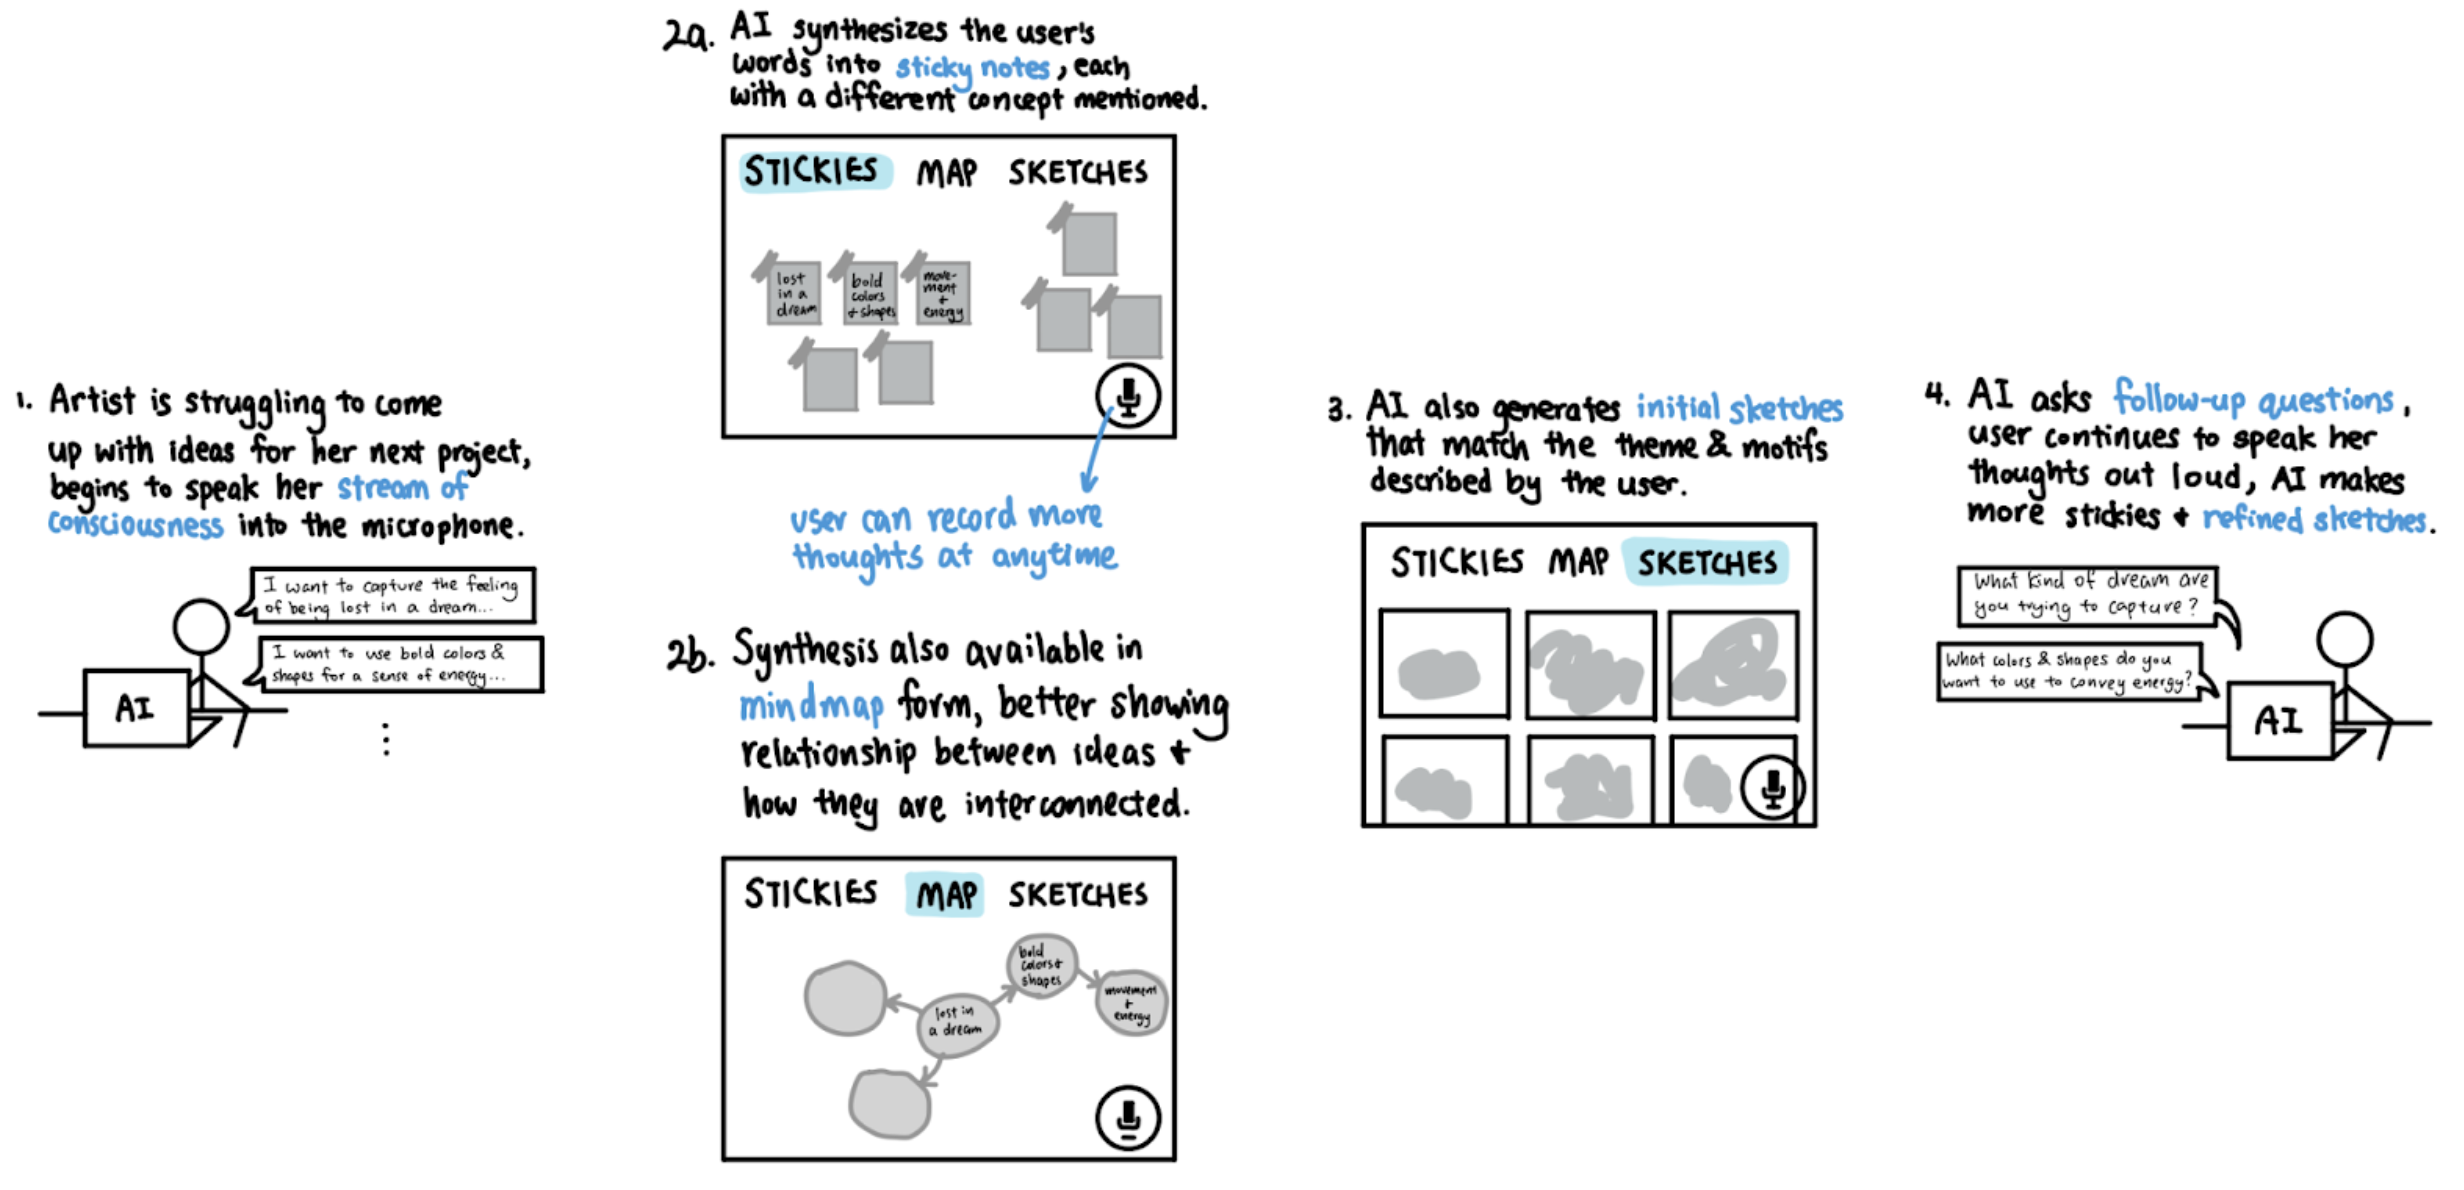 1. Artist is struggling to come
up with ideas for her next project,
begins to speak her stream of
consciousness into the microphone.
I want to capture the feeling
of being lost in a dream...
I want to use bold colors &
shapes for a sense of energy...
AI
2a. AI synthesizes the user's
words into sticky notes, each
with a different concept mentioned.
STICKIES MAP SKETCHES
lost
in a
dream
bold
colors
+ shapes
move-
ment
+
energy
user can record more
thoughts at anytime
2b. Synthesis also available in
mindmap form, better showing
relationship between ideas +
how they are interconnected.
STICKIES MAP SKETCHES
bold
colors +
shapes
movement
+
energy
lost in
a dream
3. AI also generates initial sketches
that match the theme & motifs
described by the user.
STICKIES MAP SKETCHES
4. AI asks follow-up questions,
user continues to speak her
thoughts out loud, AI makes
more stickies + refined sketches.
What kind of dream are
you trying to capture?
What colors & shapes do you
want to use to convey energy?
AI